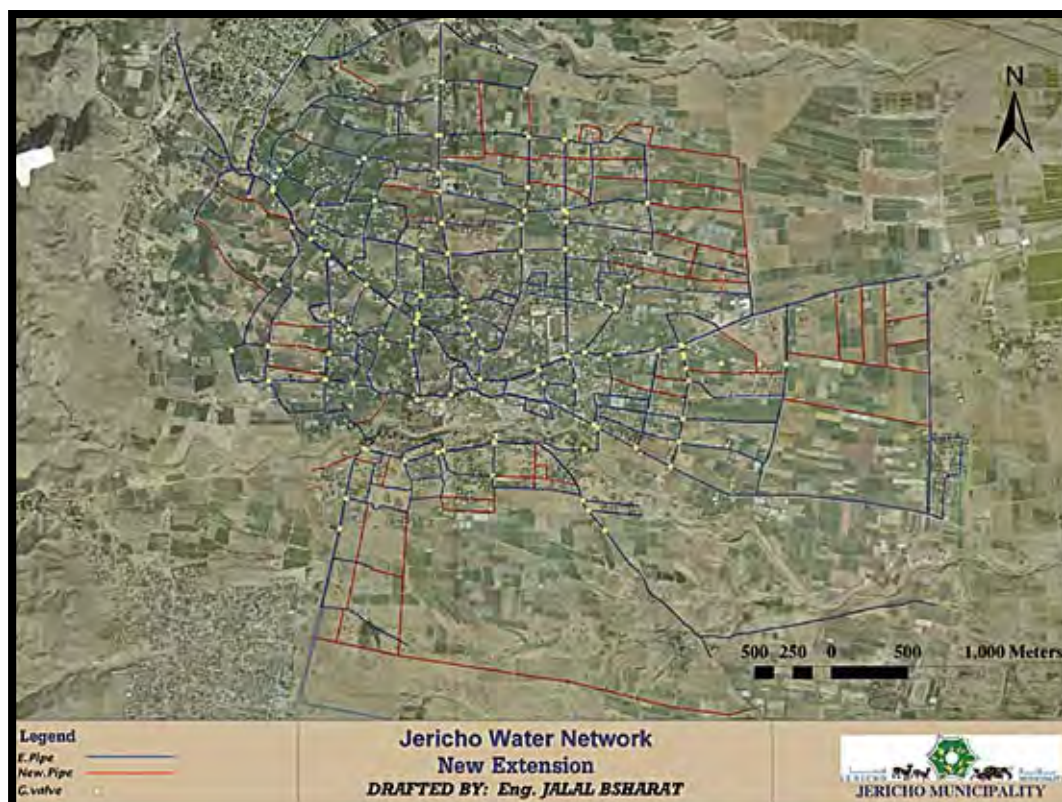 N
500 250 0 500 1,000 Meters
Legend
E.Pipe
New.Pipe
G.valve
Jericho Water Network
New Extension
DRAFTED BY: Eng. JALAL BSHARAT
JERICHO
JERICHO MUNICIPALITY